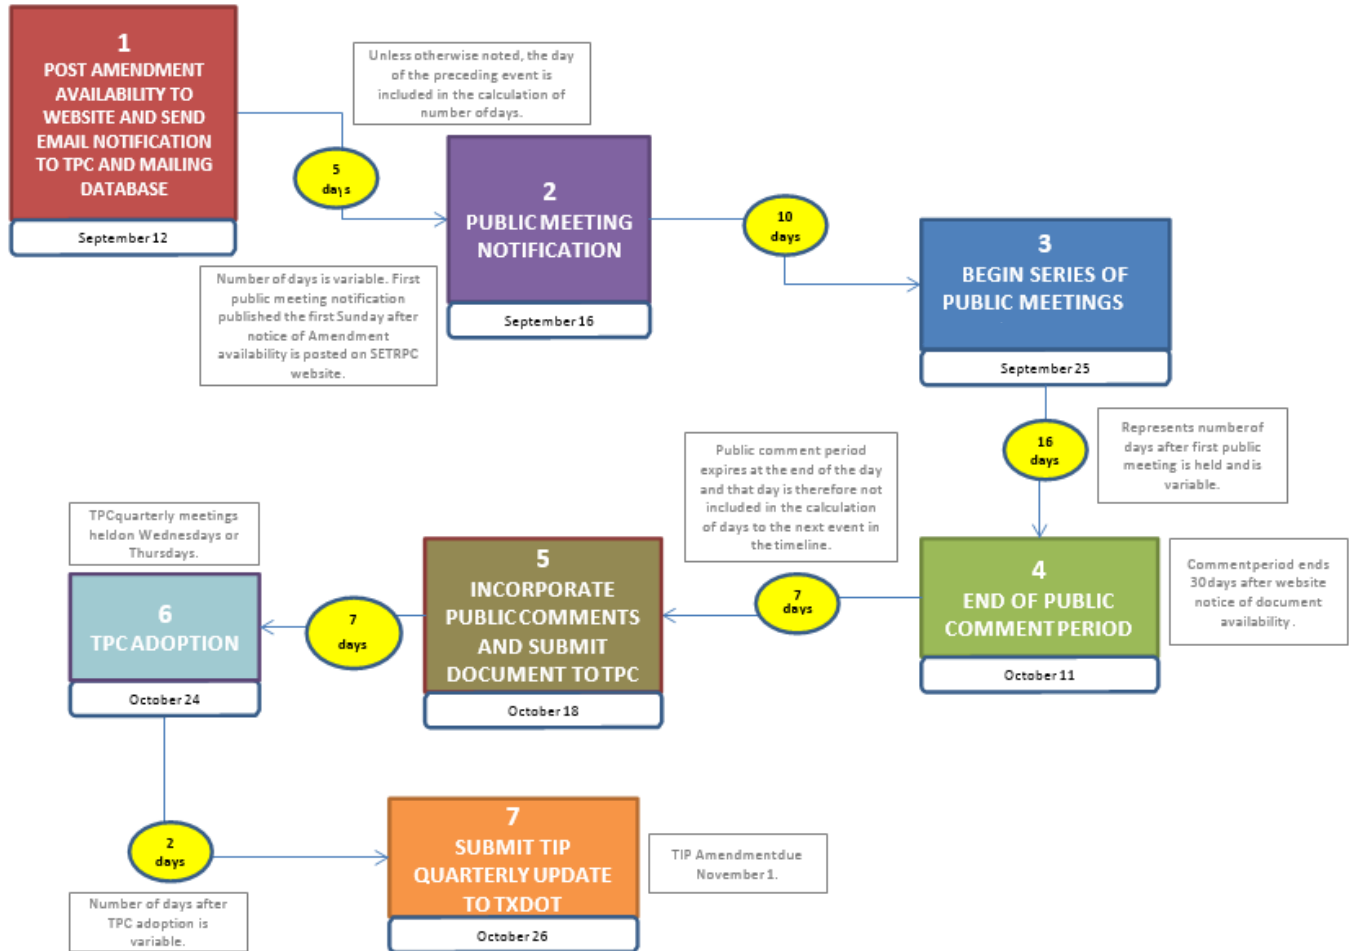 1
POST AMENDMENT
AVAILABILITY TO
WEBSITE AND SEND
EMAIL NOTIFICATION
TO TPC AND MAILING
DATABASE
September 12
5
days
Unless otherwise noted, the day
of the preceding event is
included in the calculation of
number of days.
2
PUBLIC MEETING
NOTIFICATION
September 16
Number of days is variable. First
public meeting notification
published the first Sunday after
notice of Amendment
availability is posted on SETRPC
website.
10
days
3
BEGIN SERIES OF
PUBLIC MEETINGS
September 25
16
days
Represents number of
days after first public
meeting is held and is
variable.
4
END OF PUBLIC
COMMENT PERIOD
October 11
Comment period ends
30 days after website
notice of document
availability.
Public comment period
expires at the end of the day
and that day is therefore not
included in the calculation
of days to the next event in
the timeline.
7
days
5
INCORPORATE
PUBLIC COMMENTS
AND SUBMIT
DOCUMENT TO TPC
October 18
7
days
TPC quarterly meetings
held on Wednesdays or
Thursdays.
6
TPC ADOPTION
October 24
2
days
Number of days after
TPC adoption is
variable.
7
SUBMIT TIP
QUARTERLY UPDATE
TO TXDOT
October 26
TIP Amendment due
November 1.